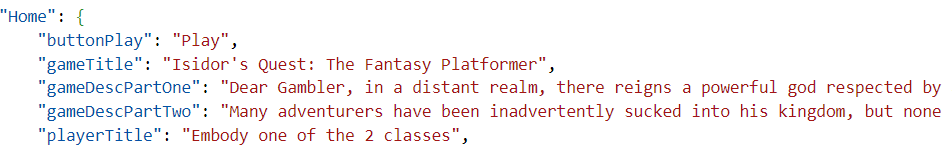 "Home": {
"buttonPlay": "Play",
"gameTitle": "Isidor's Quest: The Fantasy Platformer",
"gameDescPartOne": "Dear Gambler, in a distant realm, there reigns a powerful god respected by
"gameDescPartTwo": "Many adventurers have been inadvertently sucked into his kingdom, but none
"playerTitle": "Embody one of the 2 classes",